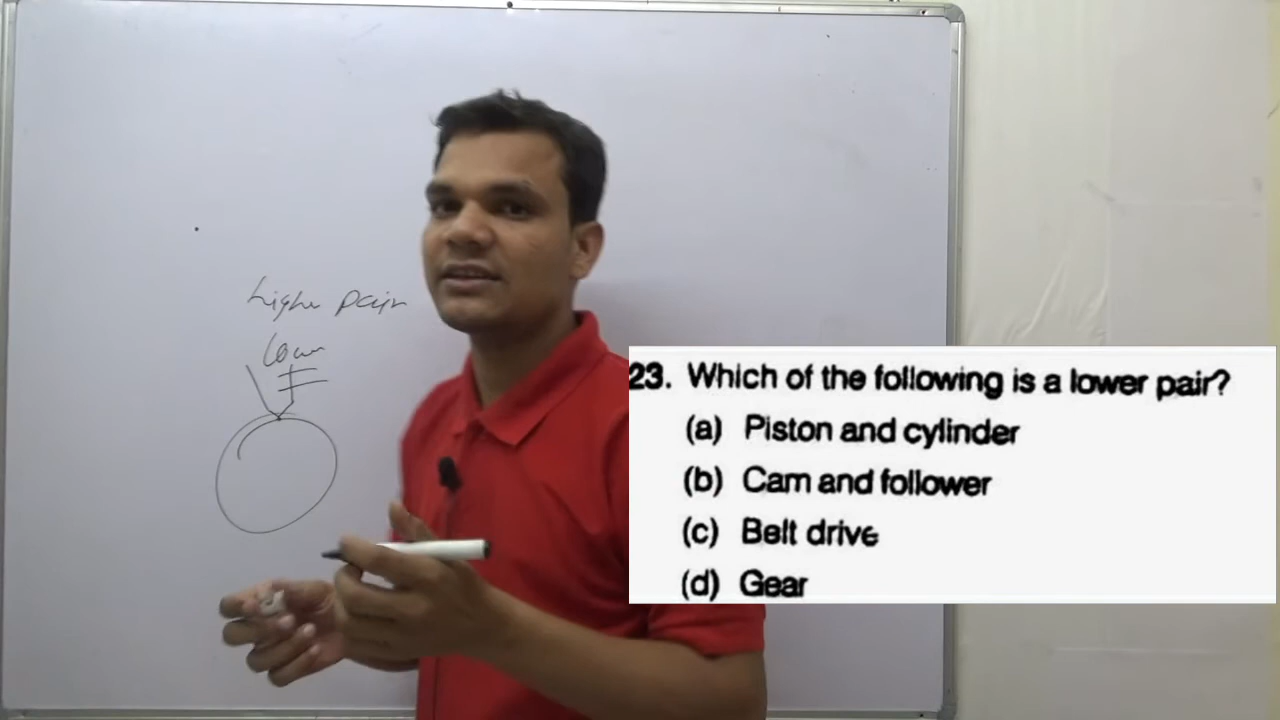 higher pair
lower
23. Which of the following is a lower pair?
(a) Piston and cylinder
(b) Cam and follower
(c) Belt drive
(d) Gear